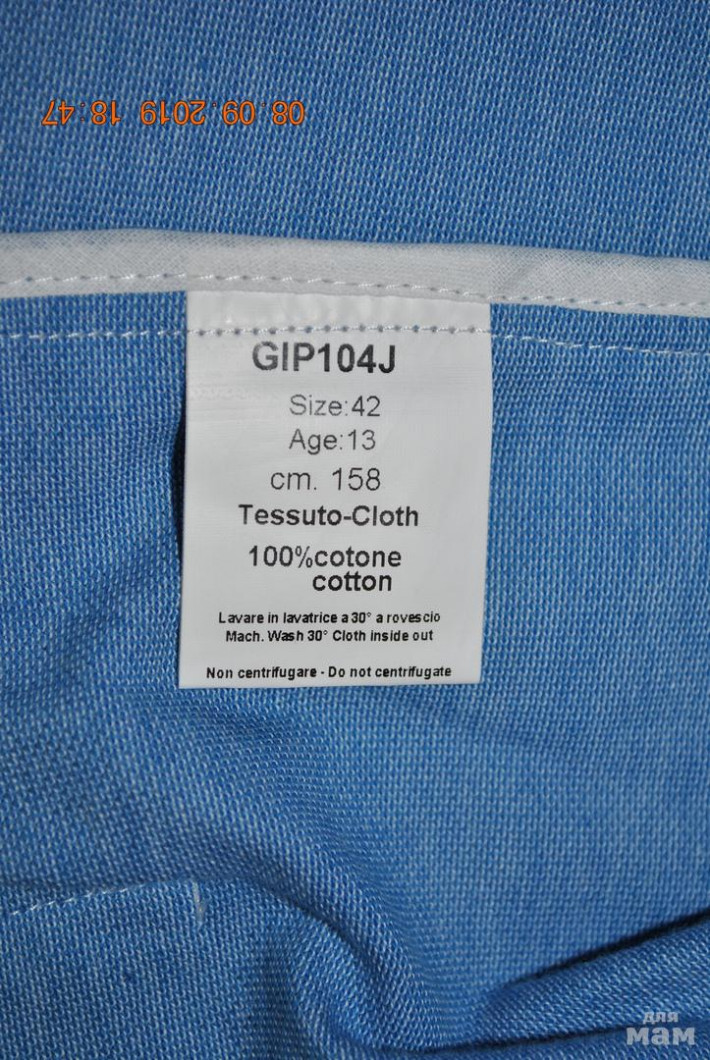 08.09.2019 18:47
GIP104J
Size:42
Age:13
cm. 158
Tessuto-Cloth
100%cotone
cotton
Lavare in lavatrice a 30° a rovescio
Mach. Wash 30° Cloth inside out
Non centrifugare - Do not centrifugate
для
мам